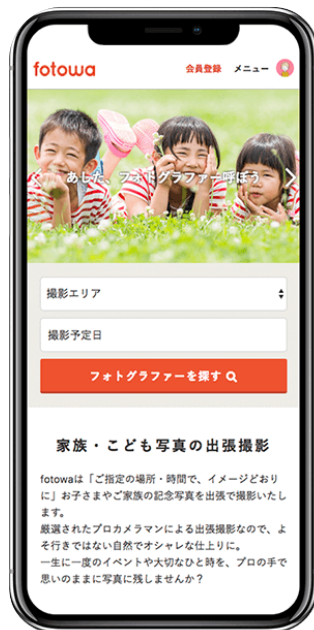 fotowa
会員登録 メニュー
あした、フォトグラファー呼ぼう
撮影エリア
撮影予定日
フォトグラファーを探す
家族・こども写真の出張撮影
fotowaは「ご指定の場所・時間で、イメージどおり
に」お子さまやご家族の記念写真を出張で撮影いたし
ます。
厳選されたプロカメラマンによる出張撮影なので、よ
そ行きではない自然でオシャレな仕上りに。
一生に一度のイベントや大切なひと時を、プロの手で
思いのままに写真に残しませんか？